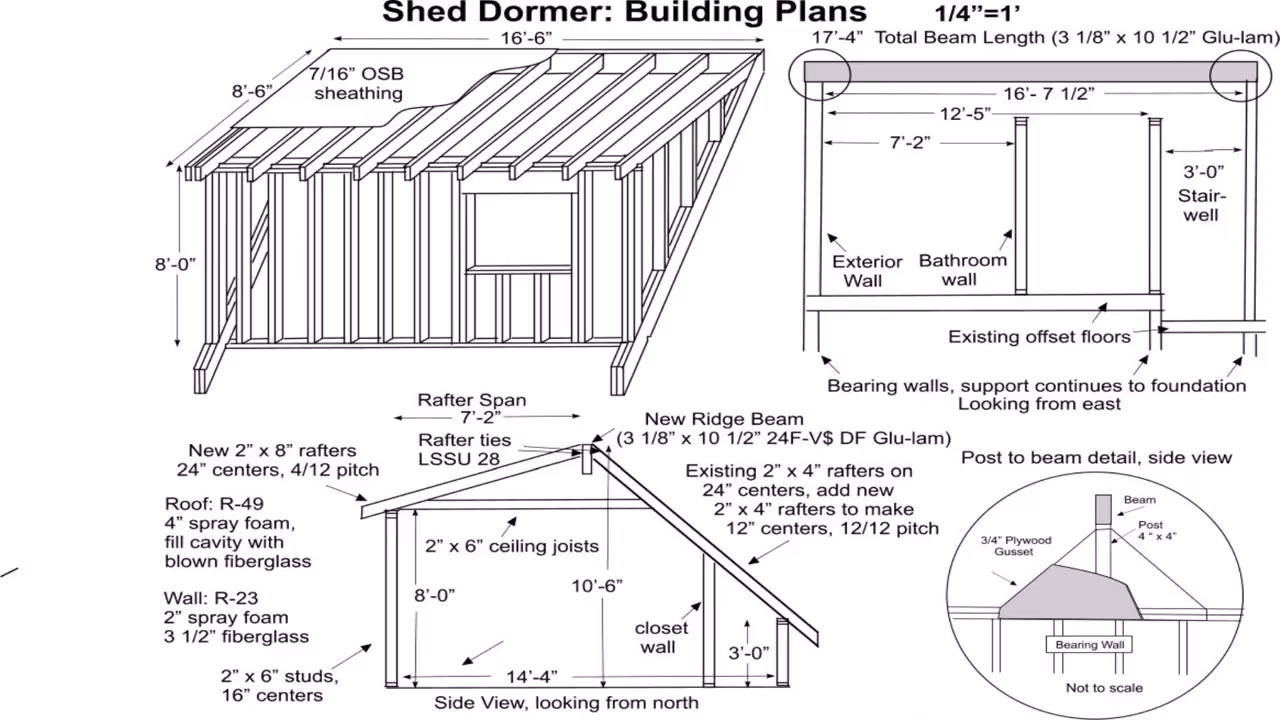 Shed Dormer: Building Plans
1/4”=1’
16’-6”
17’-4” Total Beam Length (3 1/8” x 10 1/2” Glu-lam)
7/16” OSB
sheathing
8’-6”
8’-0”
16’- 7 1/2”
12’-5”
7’-2”
3’-0”
Stair-
well
Exterior
Wall
Bathroom
wall
Existing offset floors
Bearing walls, support continues to foundation
Looking from east
Rafter Span
7’-2”
Rafter ties
LSSU 28
New Ridge Beam
(3 1/8” x 10 1/2” 24F-V$ DF Glu-lam)
New 2” x 8” rafters
24” centers, 4/12 pitch
Roof: R-49
4” spray foam,
fill cavity with
blown fiberglass
Wall: R-23
2” spray foam
3 1/2” fiberglass
2” x 6” studs,
16” centers
2” x 6” ceiling joists
Existing 2” x 4” rafters on
24” centers, add new
2” x 4” rafters to make
12” centers, 12/12 pitch
8’-0”
10’-6”
closet
wall
3’-0”
14’-4”
Side View, looking from north
Post to beam detail, side view
Beam
Post
4 “ x 4”
3/4” Plywood
Gusset
Bearing Wall
Not to scale